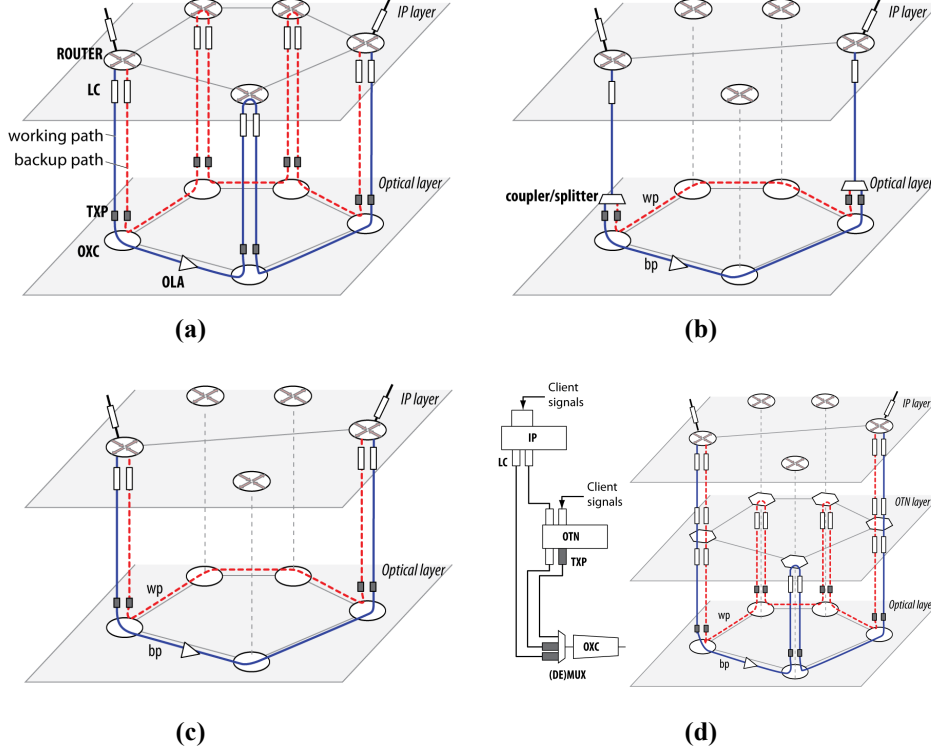 IP layer
ROUTER
LC
working path
backup path
Optical layer
TXP
OXC
OLA
(a)
IP layer
Optical layer
coupler/splitter
wp
bp
(b)
IP layer
Optical layer
wp
bp
(c)
Client
signals
IP
LC
Client
signals
OTN
TXP
OXC
(DE)MUX
IP layer
OTN layer
Optical layer
wp
bp
(d)